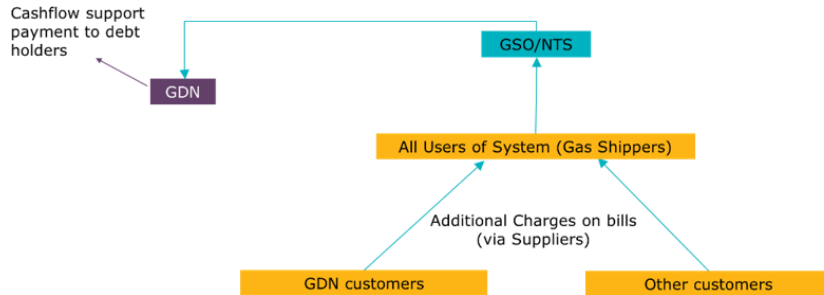 Cashflow support
payment to debt
holders
GSO/NTS
GDN
All Users of System (Gas Shippers)
Additional Charges on bills
(via Suppliers)
GDN customers
Other customers